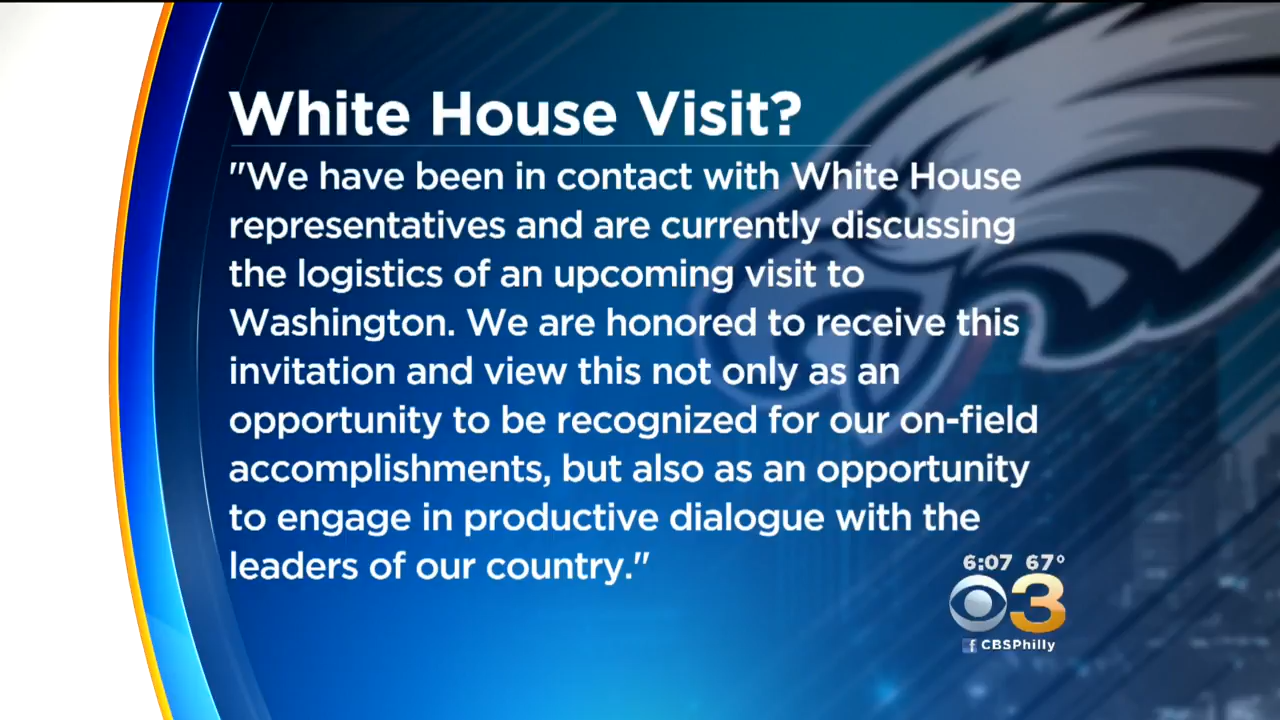 White House Visit?
"We have been in contact with White House
representatives and are currently discussing
the logistics of an upcoming visit to
Washington. We are honored to receive this
invitation and view this not only as an
opportunity to be recognized for our on-field
accomplishments, but also as an opportunity
to engage in productive dialogue with the
leaders of our country."
6:07 67°
3
f CBSPhilly